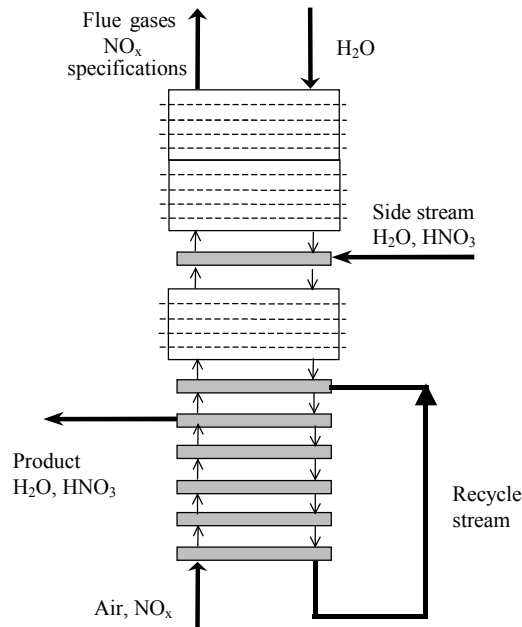 Flue gases
NOₓ
specifications
H₂O
Side stream
H₂O, HNO₃
Product
H₂O, HNO₃
Recycle
stream
Air, NOₓ